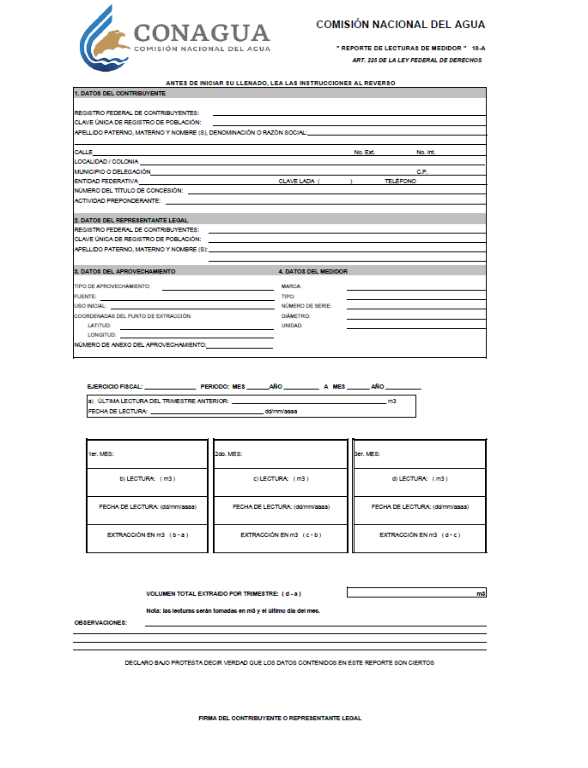 CONAGUA
COMISIÓN NACIONAL DEL AGUA
COMISIÓN NACIONAL DEL AGUA
" REPORTE DE LECTURAS DE MEDIDOR " 10-A
ART. 225 DE LA LEY FEDERAL DE DERECHOS
ANTES DE INICIAR SU LLENADO, LEA LAS INSTRUCCIONES AL REVERSO
1. DATOS DEL CONTRIBUYENTE
REGISTRO FEDERAL DE CONTRIBUYENTES:
CLAVE ÚNICA DE REGISTRO DE POBLACIÓN:
APELLIDO PATERNO, MATERNO Y NOMBRE (S), DENOMINACIÓN O RAZÓN SOCIAL:
CALLE No. Ext. No. Int.
LOCALIDAD / COLONIA
MUNICIPIO O DELEGACIÓN C.P.
ENTIDAD FEDERATIVA CLAVE LADA ( ) TELÉFONO
NÚMERO DEL TÍTULO DE CONCESIÓN:
ACTIVIDAD PREPONDERANTE:
2. DATOS DEL REPRESENTANTE LEGAL
REGISTRO FEDERAL DE CONTRIBUYENTES:
CLAVE ÚNICA DE REGISTRO DE POBLACIÓN:
APELLIDO PATERNO, MATERNO Y NOMBRE (S):
3. DATOS DEL APROVECHAMIENTO 4. DATOS DEL MEDIDOR
TIPO DE APROVECHAMIENTO: MARCA:
FUENTE: TIPO:
USO INICIAL: NÚMERO DE SERIE:
COORDENADAS DEL PUNTO DE EXTRACCIÓN: DIÁMETRO:
LATITUD: UNIDAD:
LONGITUD:
NÚMERO DE ANEXO DEL APROVECHAMIENTO:
EJERCICIO FISCAL: PERIODO: MES AÑO A MES AÑO
a) ÚLTIMA LECTURA DEL TRIMESTRE ANTERIOR: m3
FECHA DE LECTURA: dd/mm/aaaa
1er. MES: 2do. MES: 3er. MES:
b) LECTURA: ( m3 ) c) LECTURA: ( m3 ) d) LECTURA: ( m3 )
FECHA DE LECTURA: (dd/mm/aaaa) FECHA DE LECTURA: (dd/mm/aaaa) FECHA DE LECTURA: (dd/mm/aaaa)
EXTRACCIÓN EN m3 ( b - a ) EXTRACCIÓN EN m3 ( c - b ) EXTRACCIÓN EN m3 ( d - c )
VOLUMEN TOTAL EXTRAIDO POR TRIMESTRE: ( d - a ) m3
Nota: las lecturas serán tomadas en m3 y el último día del mes.
OBSERVACIONES:
DECLARO BAJO PROTESTA DECIR VERDAD QUE LOS DATOS CONTENIDOS EN ESTE REPORTE SON CIERTOS
FIRMA DEL CONTRIBUYENTE O REPRESENTANTE LEGAL